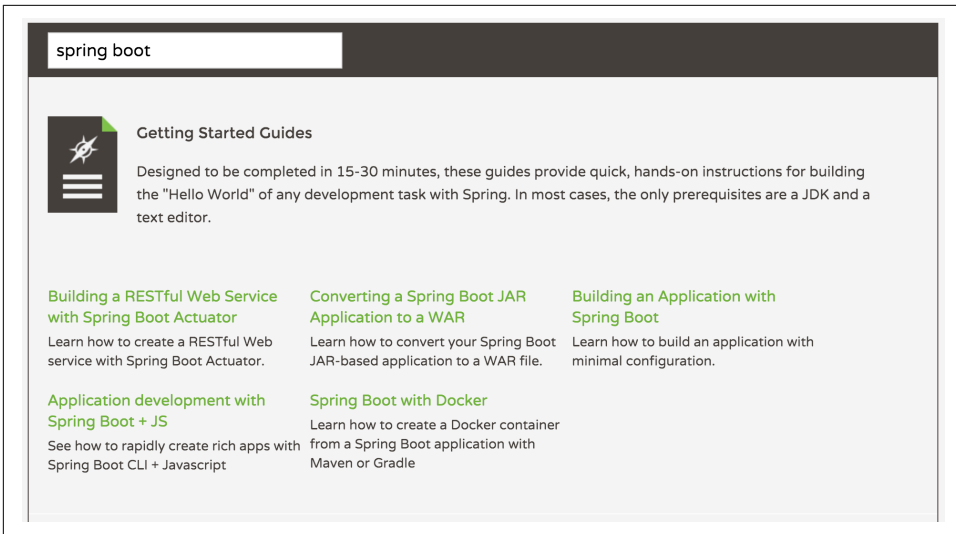 spring boot
Getting Started Guides
Designed to be completed in 15-30 minutes, these guides provide quick, hands-on instructions for building
the "Hello World" of any development task with Spring. In most cases, the only prerequisites are a JDK and a
text editor.
Building a RESTful Web Service
with Spring Boot Actuator
Learn how to create a RESTful Web
service with Spring Boot Actuator.
Converting a Spring Boot JAR
Application to a WAR
Learn how to convert your Spring Boot
JAR-based application to a WAR file.
Building an Application with
Spring Boot
Learn how to build an application with
minimal configuration.
Application development with
Spring Boot + JS
See how to rapidly create rich apps with
Spring Boot CLI + Javascript
Spring Boot with Docker
Learn how to create a Docker container
from a Spring Boot application with
Maven or Gradle